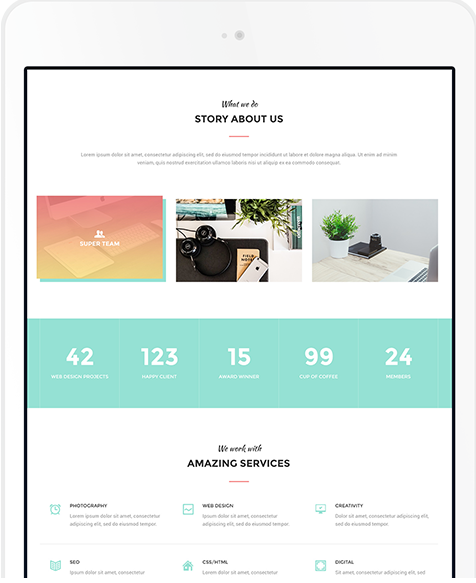 What we do
STORY ABOUT US
Lorem ipsum dolor sit amet, consectetur adipiscing elit, sed do eiusmod tempor incididunt ut labore et dolore magna aliqua. Ut enim ad minim
veniam, quis nostrud exercitation ullamco laboris nisi ut aliquip ex ea commodo consequat.
SUPER TEAM
FIELD NOTES
42 123 15 99 24
WEB DESIGN PROJECTS HAPPY CLIENT AWARD WINNER CUP OF COFFEE MEMBERS
We work with
AMAZING SERVICES
PHOTOGRAPHY WEB DESIGN CREATIVITY
Lorem ipsum dolor sit amet, consectetur Lorem ipsum dolor sit amet, consectetur Lorem ipsum dolor sit amet, consectetur
adipiscing elit, sed do eiusmod tempor. adipiscing elit, sed do eiusmod tempor. adipiscing elit, sed do eiusmod tempor.
SEO CSS/HTML DIGITAL
Lorem ipsum dolor sit amet, consectetur Lorem ipsum dolor sit amet, consectetur Lorem ipsum dolor sit amet, consectetur